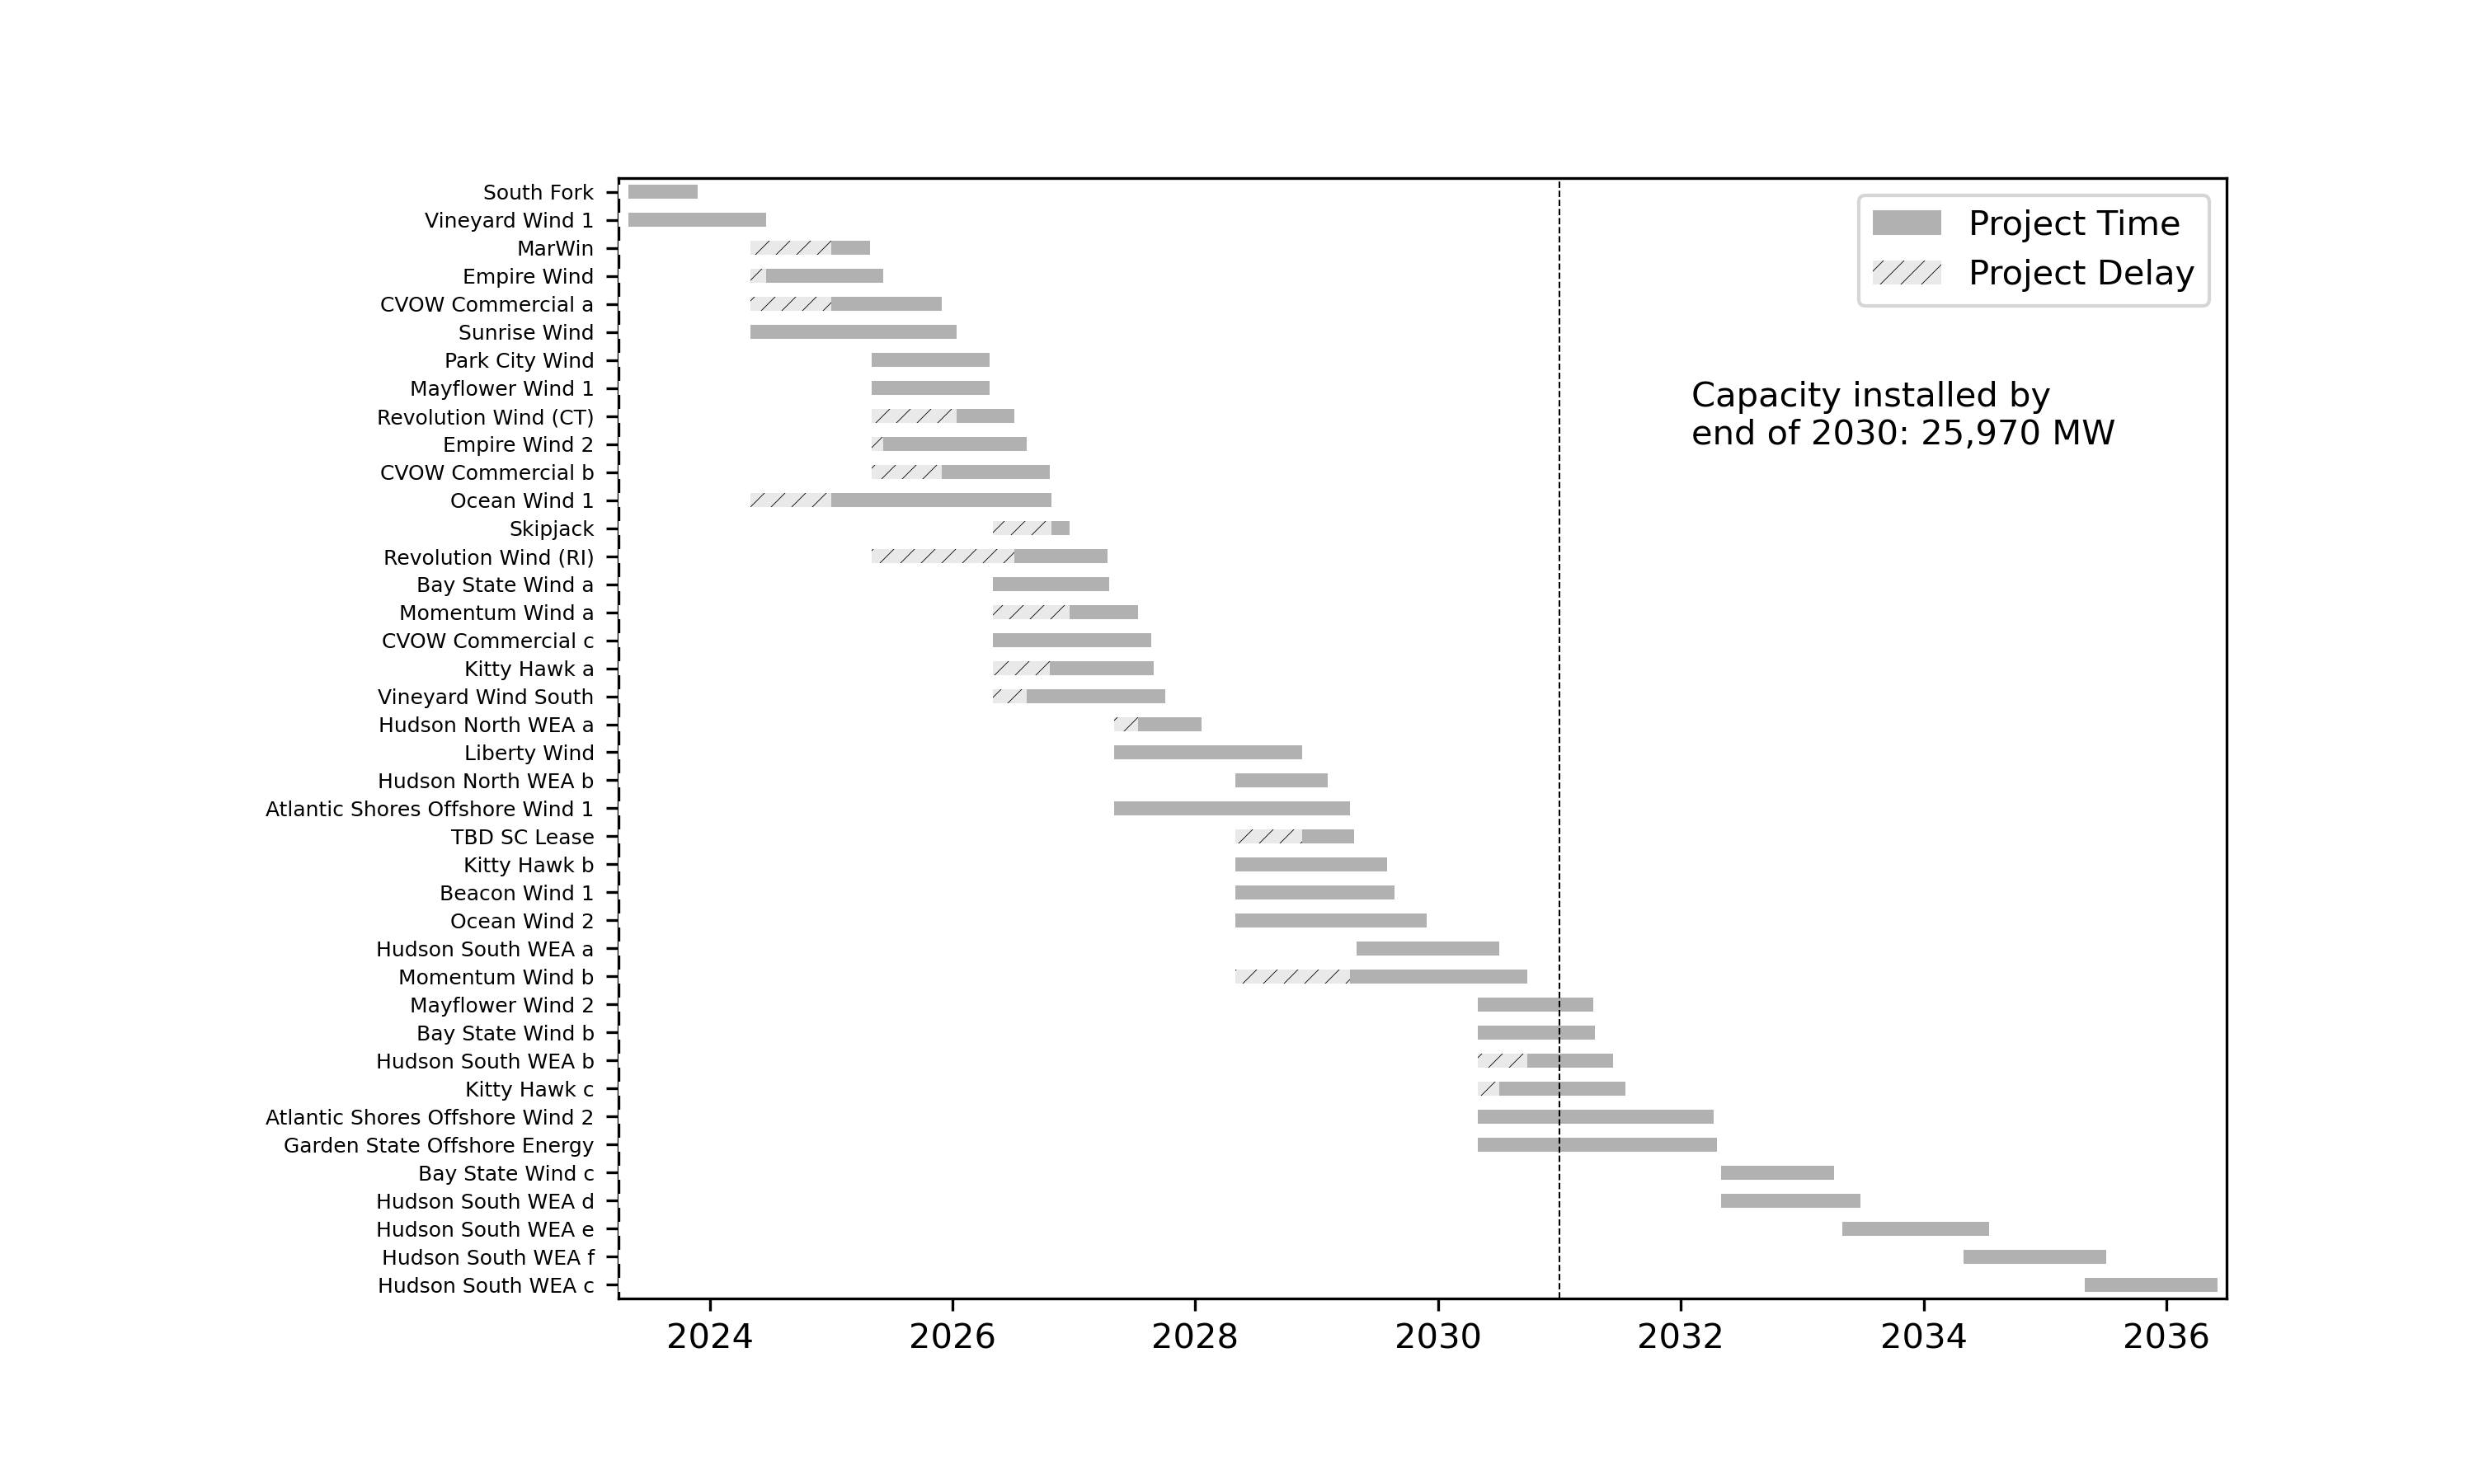 South Fork
Vineyard Wind 1
MarWin
Empire Wind
CVOW Commercial a
Sunrise Wind
Park City Wind
Mayflower Wind 1
Revolution Wind (CT)
Empire Wind 2
CVOW Commercial b
Ocean Wind 1
Skipjack
Revolution Wind (RI)
Bay State Wind a
Momentum Wind a
CVOW Commercial c
Kitty Hawk a
Vineyard Wind South
Hudson North WEA a
Liberty Wind
Hudson North WEA b
Atlantic Shores Offshore Wind 1
TBD SC Lease
Kitty Hawk b
Beacon Wind 1
Ocean Wind 2
Hudson South WEA a
Momentum Wind b
Mayflower Wind 2
Bay State Wind b
Hudson South WEA b
Kitty Hawk c
Atlantic Shores Offshore Wind 2
Garden State Offshore Energy
Bay State Wind c
Hudson South WEA d
Hudson South WEA e
Hudson South WEA f
Hudson South WEA c
Project Time
Project Delay
Capacity installed by
end of 2030: 25,970 MW
2024 2026 2028 2030 2032 2034 2036